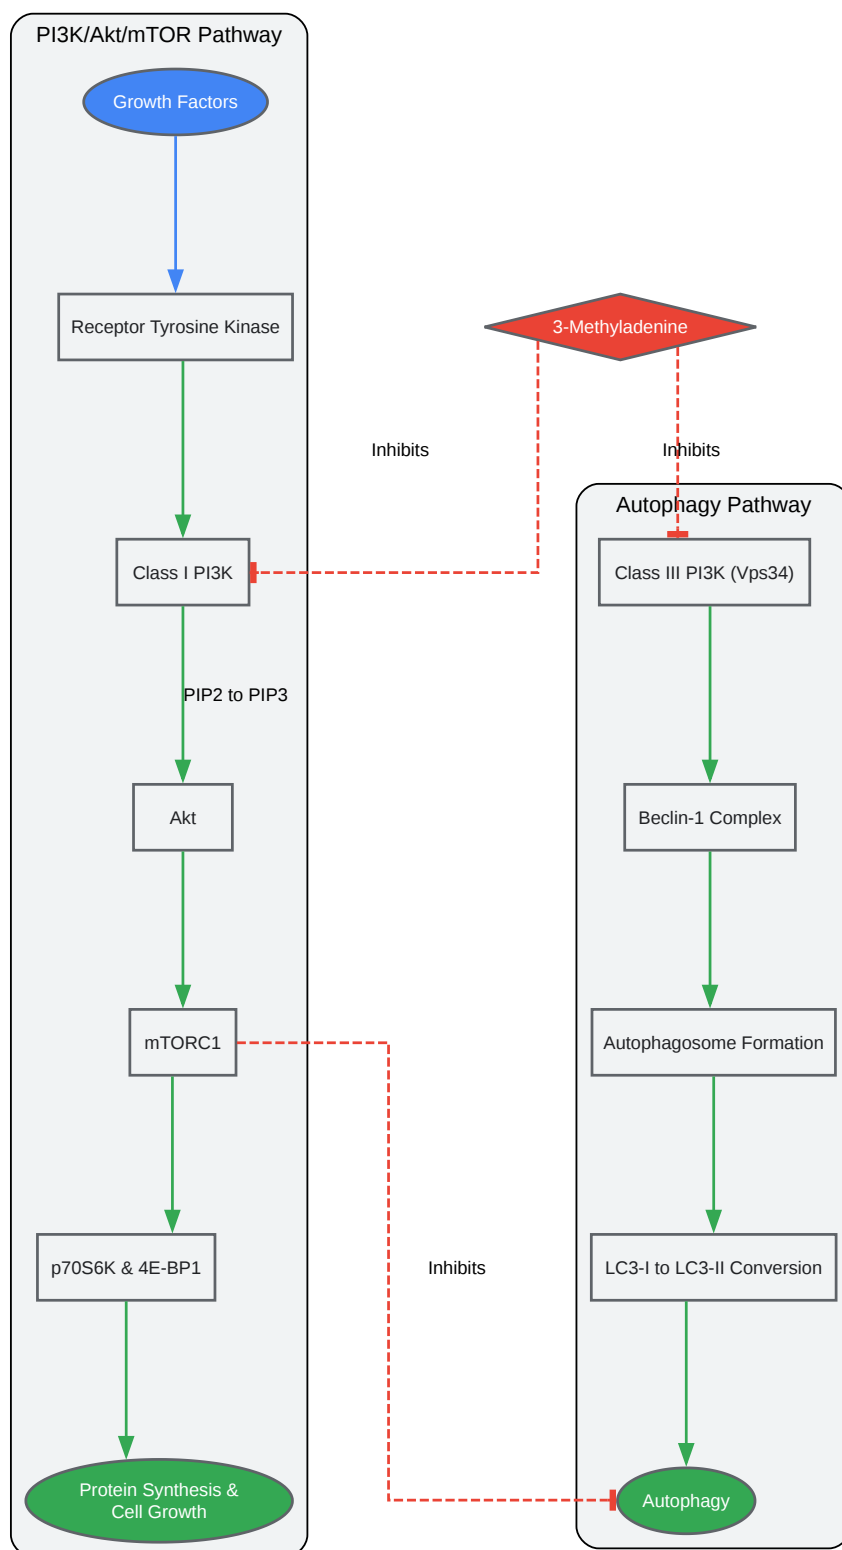 PI3K/Akt/mTOR Pathway
Growth Factors
Receptor Tyrosine Kinase
3-Methyladenine
Inhibits
Inhibits
Autophagy Pathway
Class I PI3K
Class III PI3K (Vps34)
PIP2 to PIP3
Akt
Beclin-1 Complex
mTORC1
Autophagosome Formation
p70S6K & 4E-BP1
Inhibits
LC3-I to LC3-II Conversion
Protein Synthesis &
Cell Growth
Autophagy